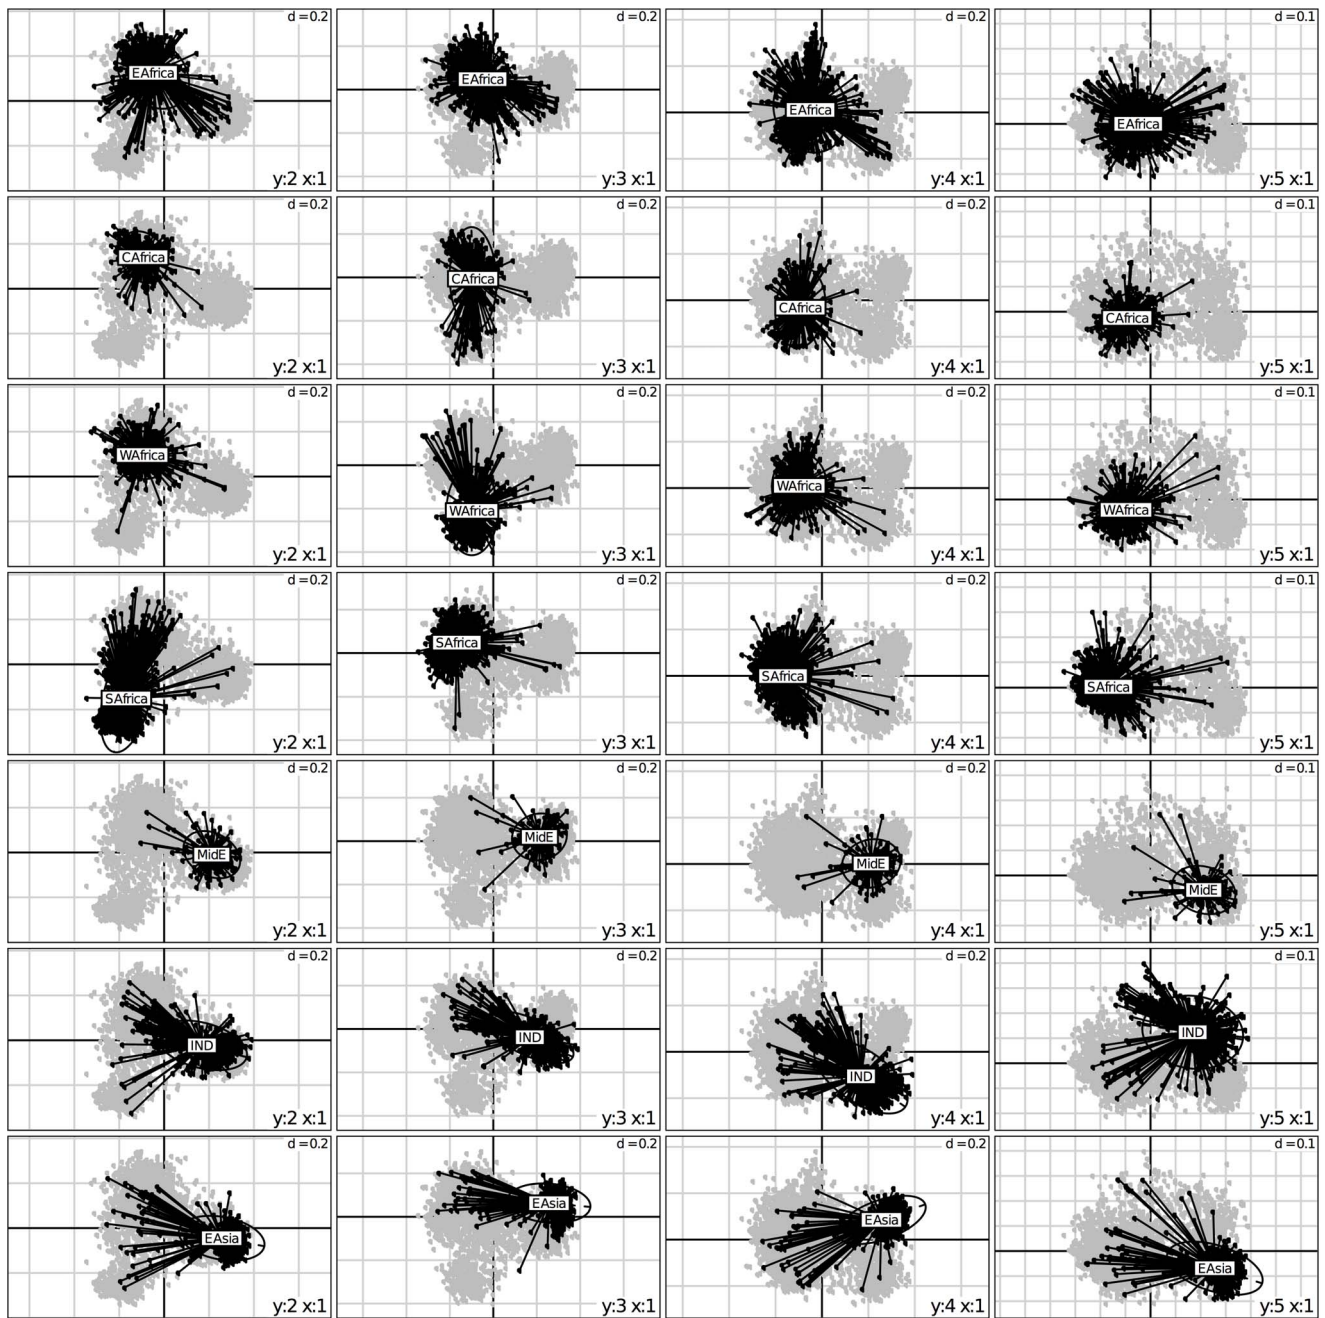 d = 0.2 d = 0.2 d = 0.2 d = 0.1
EAfrica EAfrica EAfrica EAfrica
y:2 x:1 y:3 x:1 y:4 x:1 y:5 x:1
d = 0.2 d = 0.2 d = 0.2 d = 0.1
CAfrica CAfrica CAfrica CAfrica
y:2 x:1 y:3 x:1 y:4 x:1 y:5 x:1
d = 0.2 d = 0.2 d = 0.2 d = 0.1
WAfrica WAfrica WAfrica WAfrica
y:2 x:1 y:3 x:1 y:4 x:1 y:5 x:1
d = 0.2 d = 0.2 d = 0.2 d = 0.1
SAfrica SAfrica SAfrica SAfrica
y:2 x:1 y:3 x:1 y:4 x:1 y:5 x:1
d = 0.2 d = 0.2 d = 0.2 d = 0.1
MidE MidE MidE MidE
y:2 x:1 y:3 x:1 y:4 x:1 y:5 x:1
d = 0.2 d = 0.2 d = 0.2 d = 0.1
IND IND IND IND
y:2 x:1 y:3 x:1 y:4 x:1 y:5 x:1
d = 0.2 d = 0.2 d = 0.2 d = 0.1
EAsia EAsia EAsia EAsia
y:2 x:1 y:3 x:1 y:4 x:1 y:5 x:1